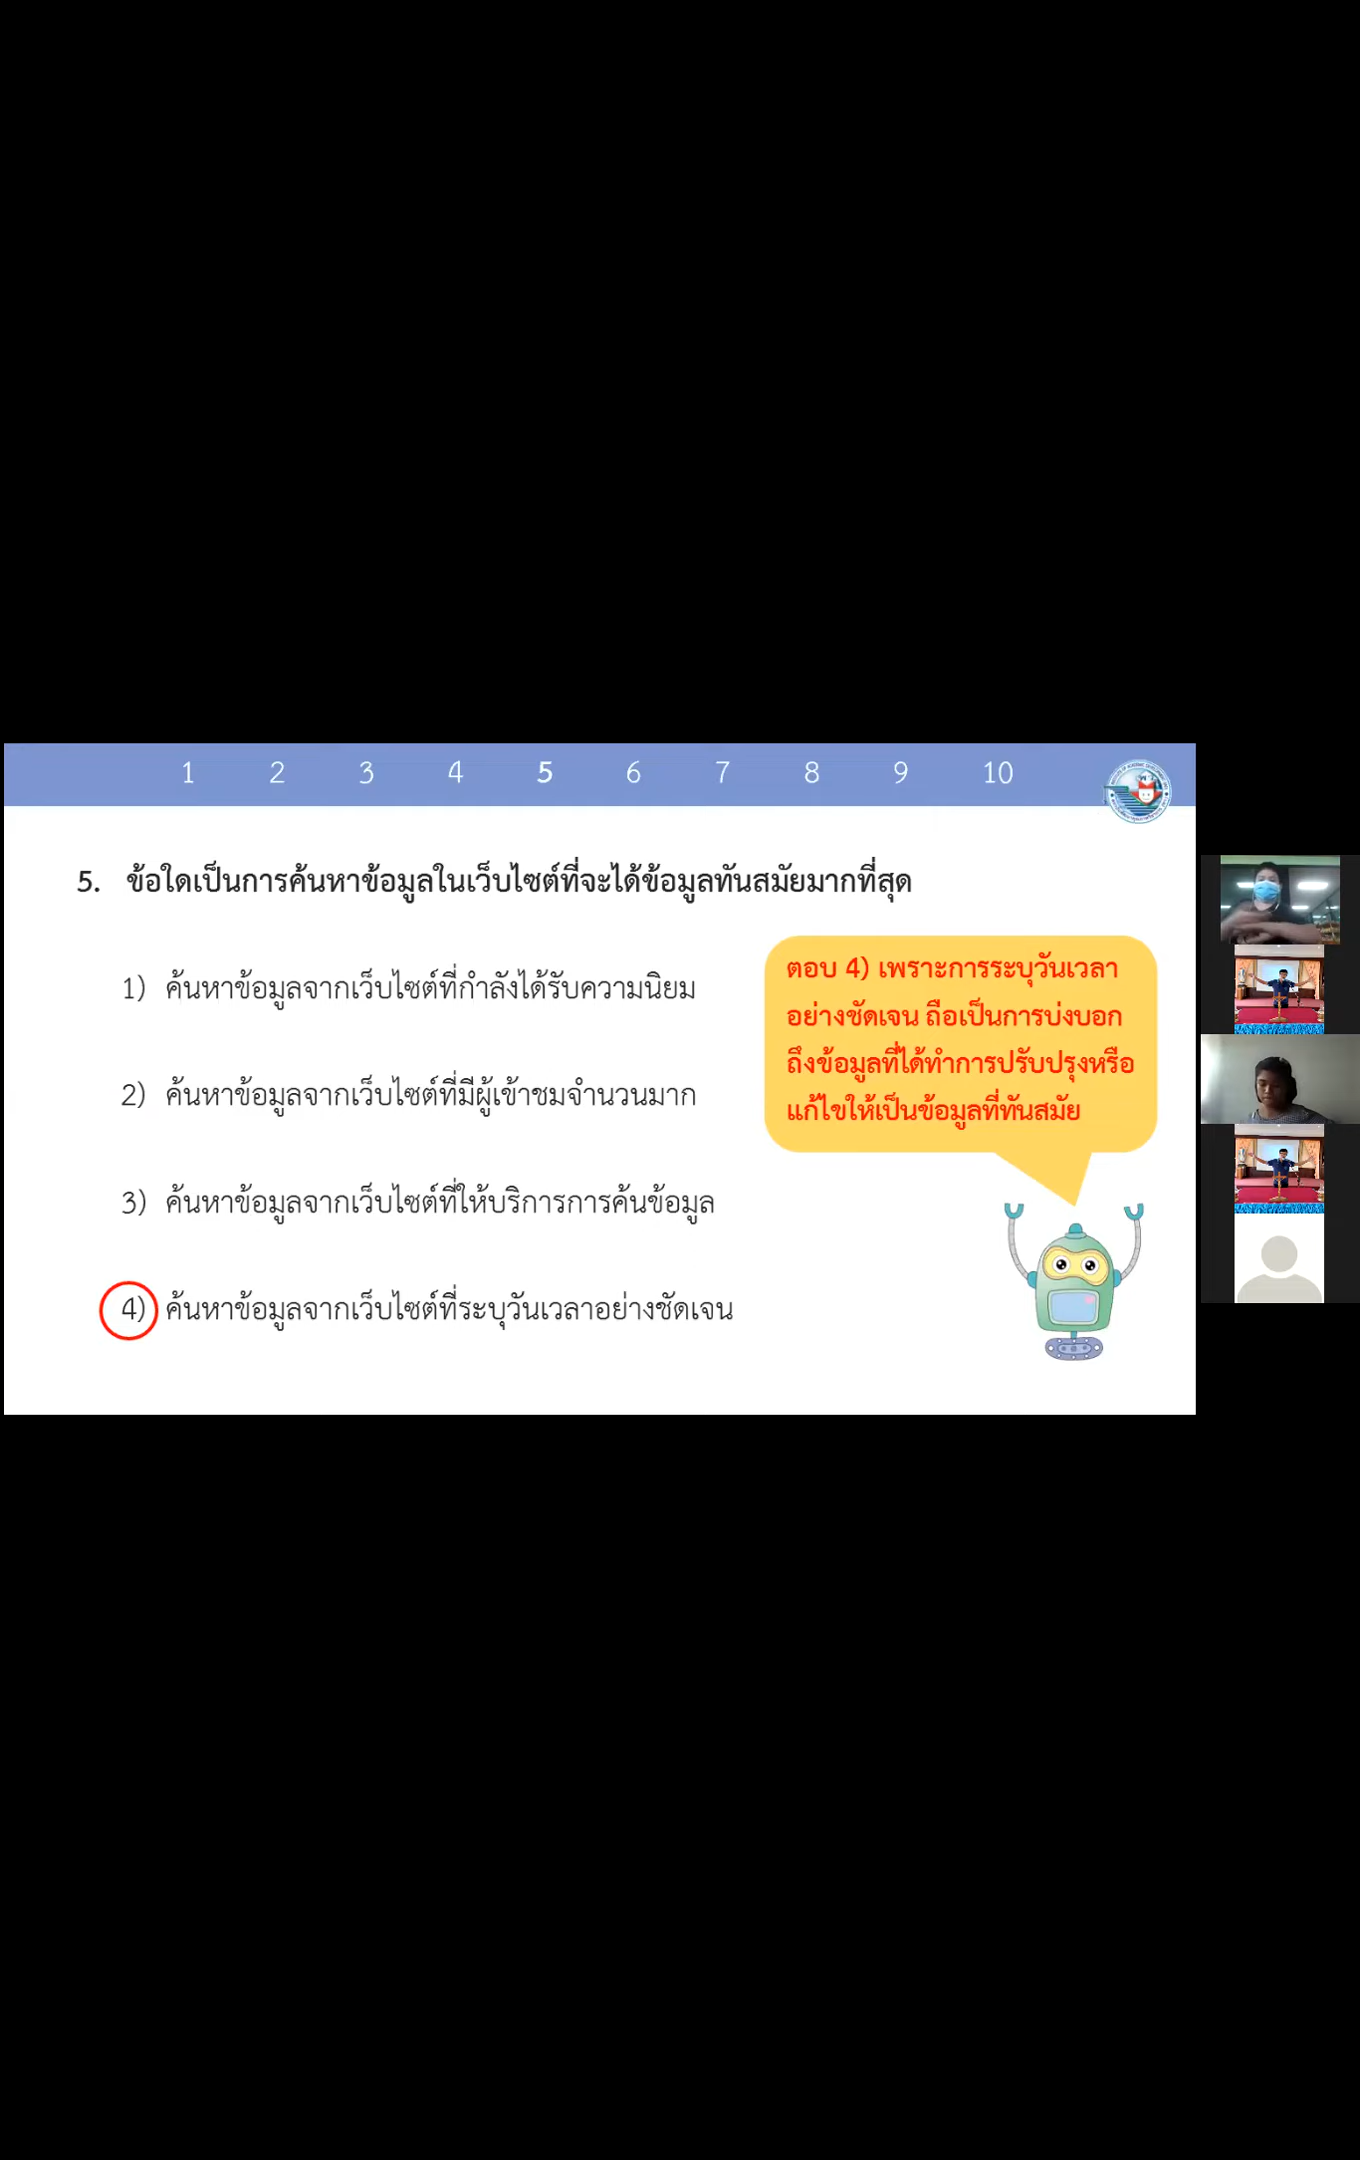 1 2 3 4 5 6 7 8 9 10
5. ข้อใดเป็นการค้นหาข้อมูลในเว็บไซต์ที่จะได้ข้อมูลทันสมัยมากที่สุด
1) ค้นหาข้อมูลจากเว็บไซต์ที่กำลังได้รับความนิยม
2) ค้นหาข้อมูลจากเว็บไซต์ที่มีผู้เข้าชมจำนวนมาก
3) ค้นหาข้อมูลจากเว็บไซต์ที่ให้บริการการค้นข้อมูล
4) ค้นหาข้อมูลจากเว็บไซต์ที่ระบุวันเวลาอย่างชัดเจน
ตอบ 4) เพราะการระบุวันเวลา
อย่างชัดเจน ถือเป็นการบ่งบอก
ถึงข้อมูลที่ได้ทำการปรับปรุงหรือ
แก้ไขให้เป็นข้อมูลที่ทันสมัย